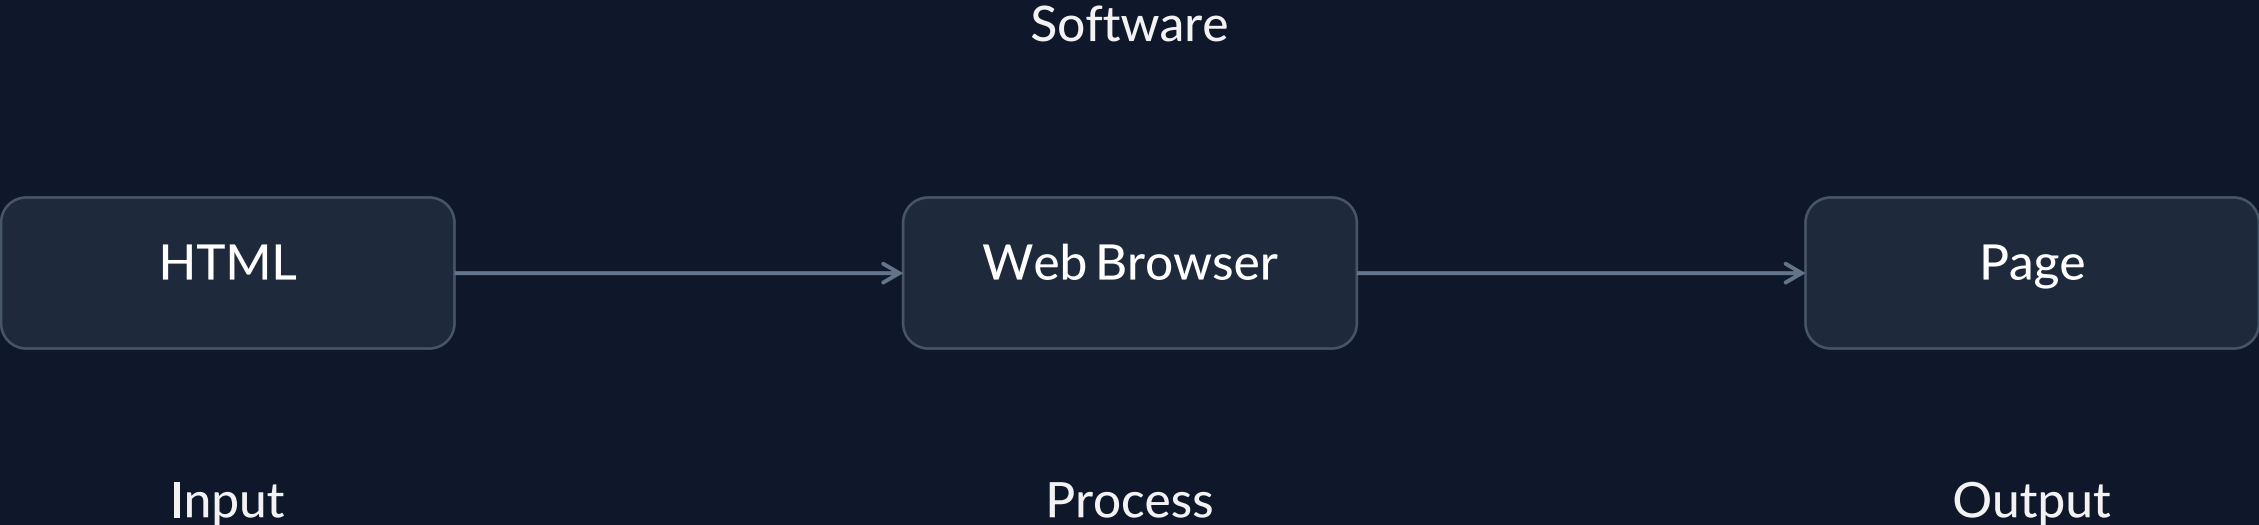 Software
HTML
Web Browser
Page
Input
Process
Output